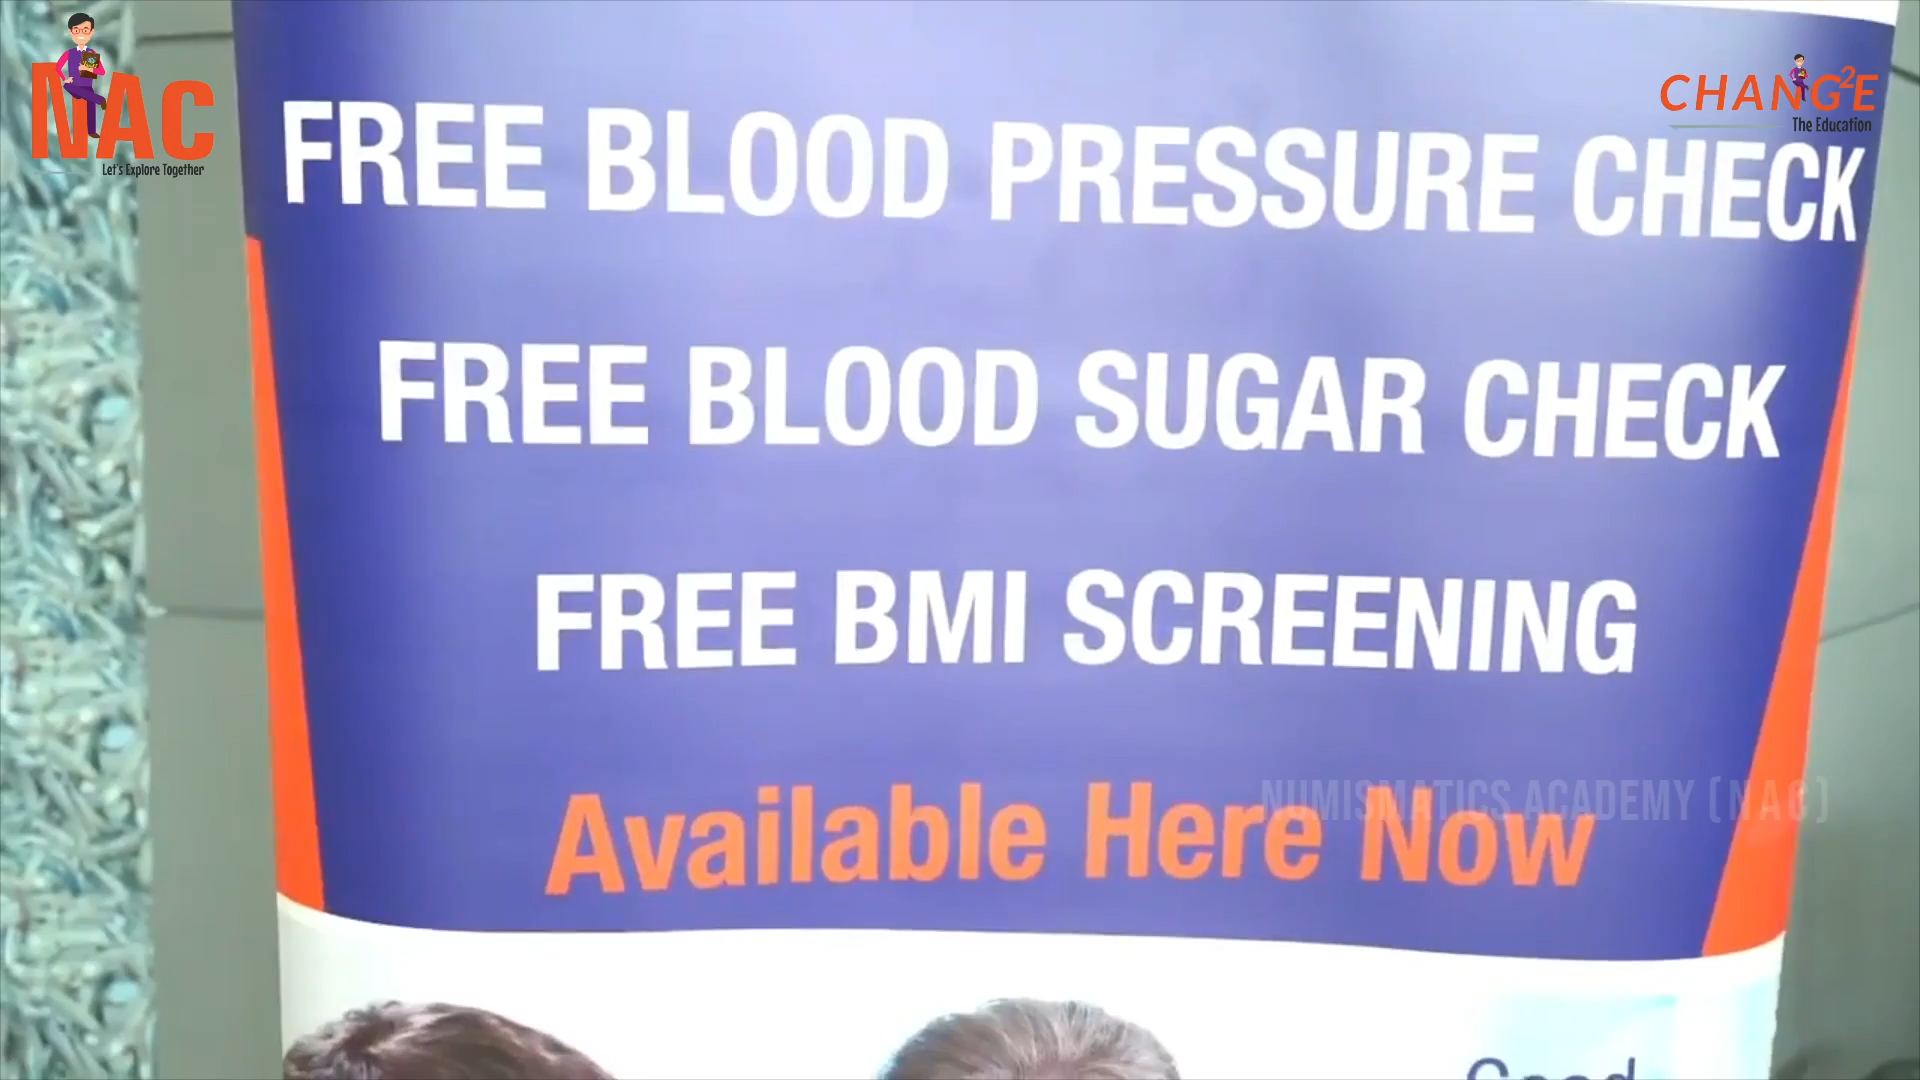 NAC
Let's Explore Together
CHANG2E
The Education
FREE BLOOD PRESSURE CHECK
FREE BLOOD SUGAR CHECK
FREE BMI SCREENING
Available Here Now
NUMISMATICS ACADEMY (NAC)